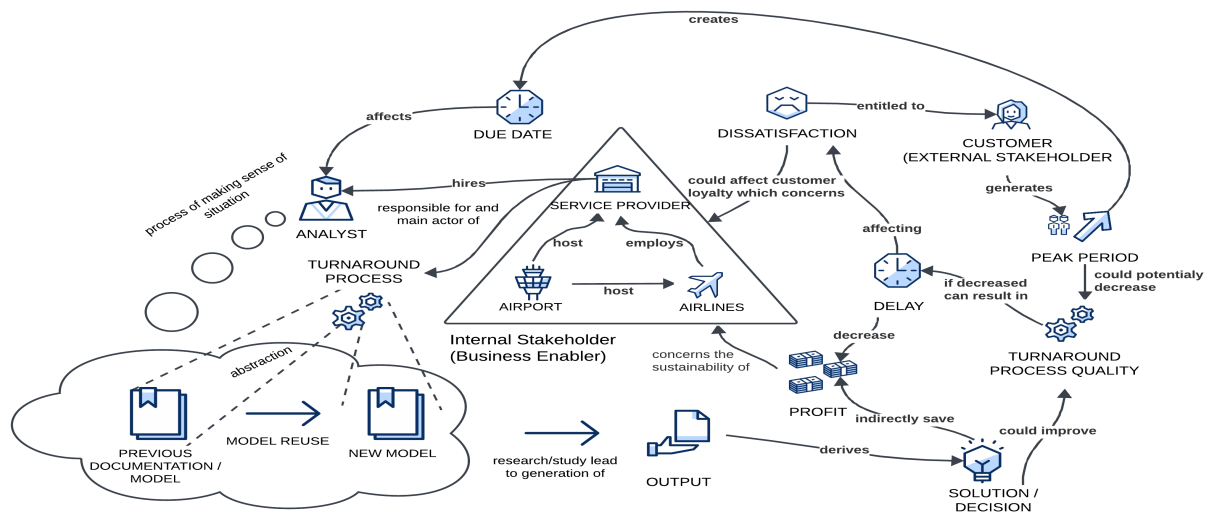 creates
affects
DUE DATE
DISSATISFACTION
entitled to
CUSTOMER
(EXTERNAL STAKEHOLDER
process of making sense of
situation
hires
responsible for and
main actor of
ANALYST
SERVICE PROVIDER
could affect customer
loyalty which concerns
generates
host
employs
affecting
PEAK PERIOD
could potentialy
decrease
TURNAROUND
PROCESS
AIRPORT
host
AIRLINES
DELAY
if decreased
can result in
Internal Stakeholder
(Business Enabler)
concerns the
sustainability of
decrease
TURNAROUND
PROCESS QUALITY
abstraction
PROFIT
indirectly save
could improve
MODEL REUSE
PREVIOUS
DOCUMENTATION /
MODEL
NEW MODEL
research/study lead
to generation of
OUTPUT
derives
SOLUTION /
DECISION